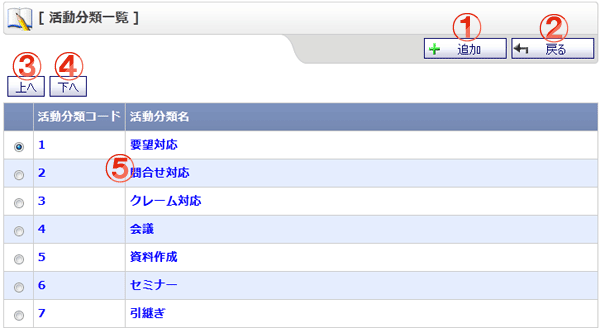 [ 活動分類一覧 ]
① ②
追加 戻る
③ ④
上へ 下へ
活動分類コード 活動分類名
1 要望対応
2 ⑤ 問合せ対応
3 クレーム対応
4 会議
5 資料作成
6 セミナー
7 引継ぎ